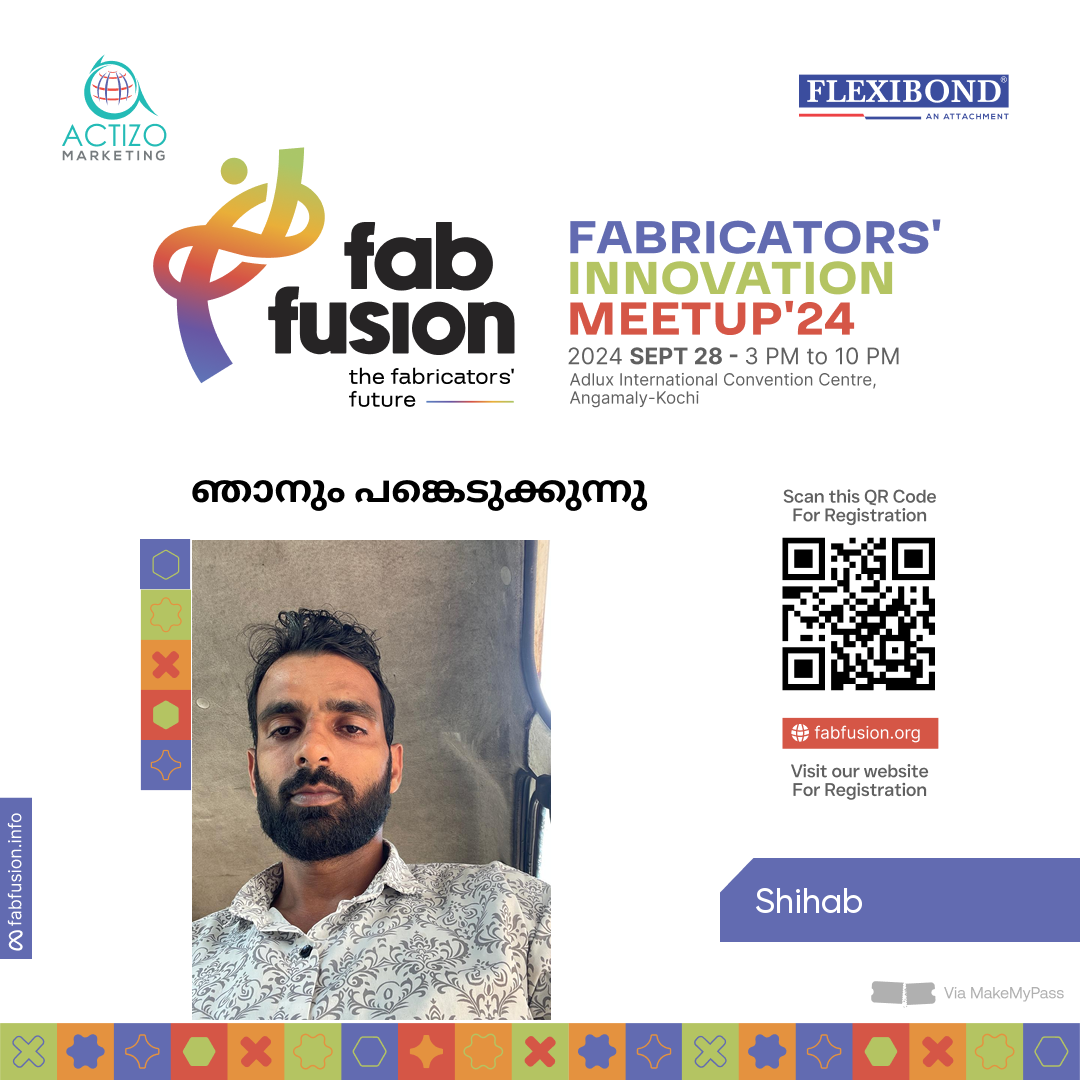 ACTIZO
MARKETING
FLEXIBOND®
AN ATTACHMENT
fab
fusion
the fabricators'
future
FABRICATORS'
INNOVATION
MEETUP'24
2024 SEPT 28 - 3 PM to 10 PM
Adlux International Convention Centre,
Angamaly-Kochi
ഞാനും പങ്കെടുക്കുന്നു
Scan this QR Code
For Registration
fabfusion.org
Visit our website
For Registration
fabfusion.info
Shihab
Via MakeMyPass